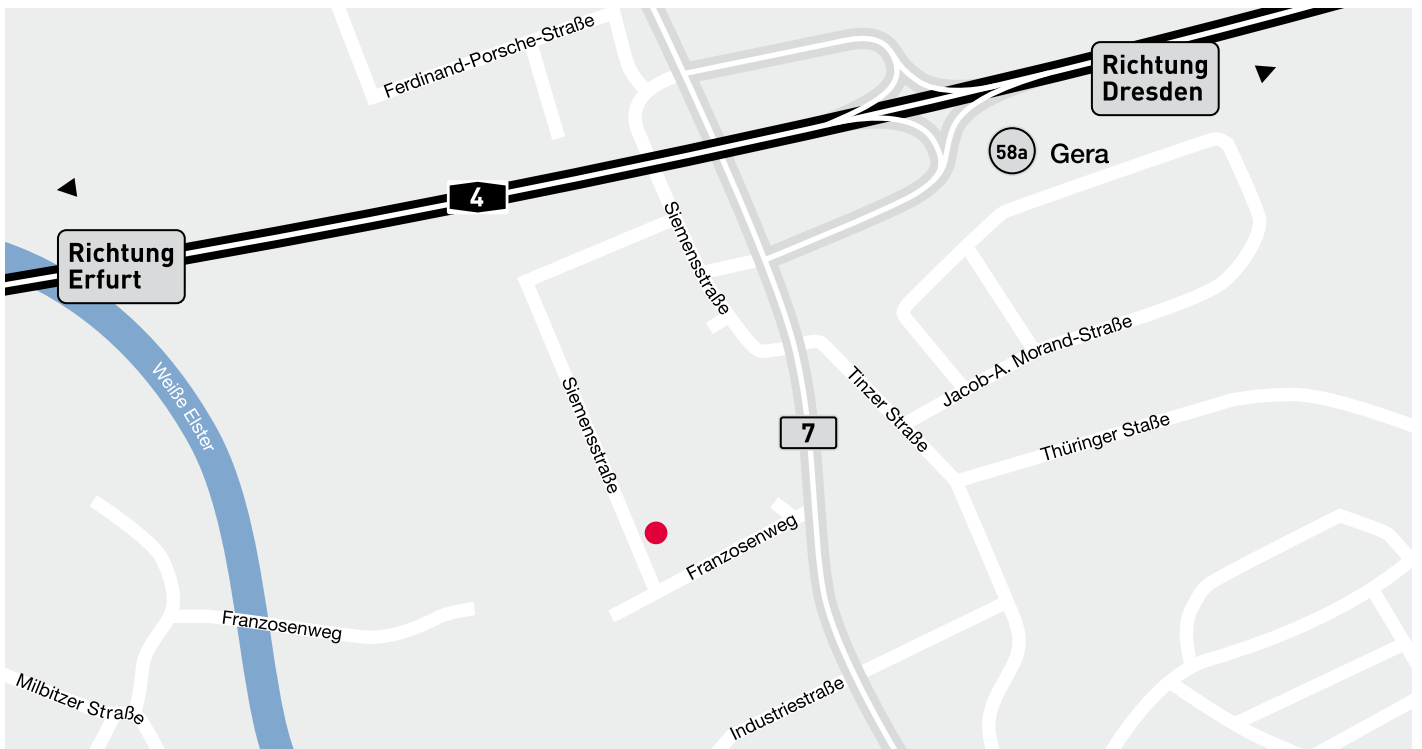 Ferdinand-Porsche-Straße
Richtung
Dresden
58a Gera
4
Richtung
Erfurt
Siemensstraße
Jacob-A. Morand-Straße
Weiße Elster
Siemensstraße
Tinzer Straße
7
Thüringer Staße
Franzosenweg
Franzosenweg
Milbitzer Straße
Industriestraße